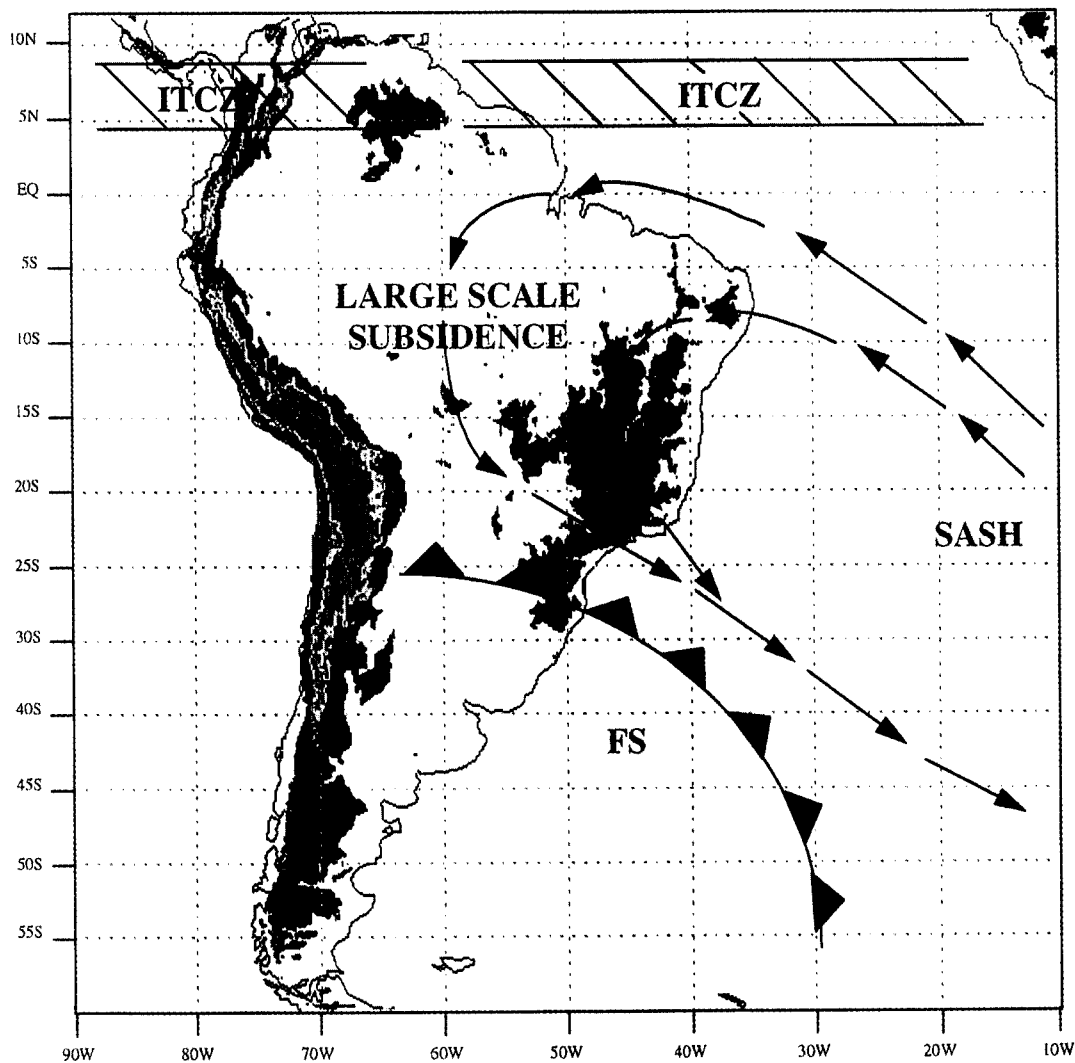 10N
ITCZ
ITCZ
5N
EQ
5S
LARGE SCALE
SUBSIDENCE
10S
15S
20S
SASH
25S
30S
40S
FS
45S
50S
55S
90W 80W 70W 60W 50W 40W 30W 20W 10W